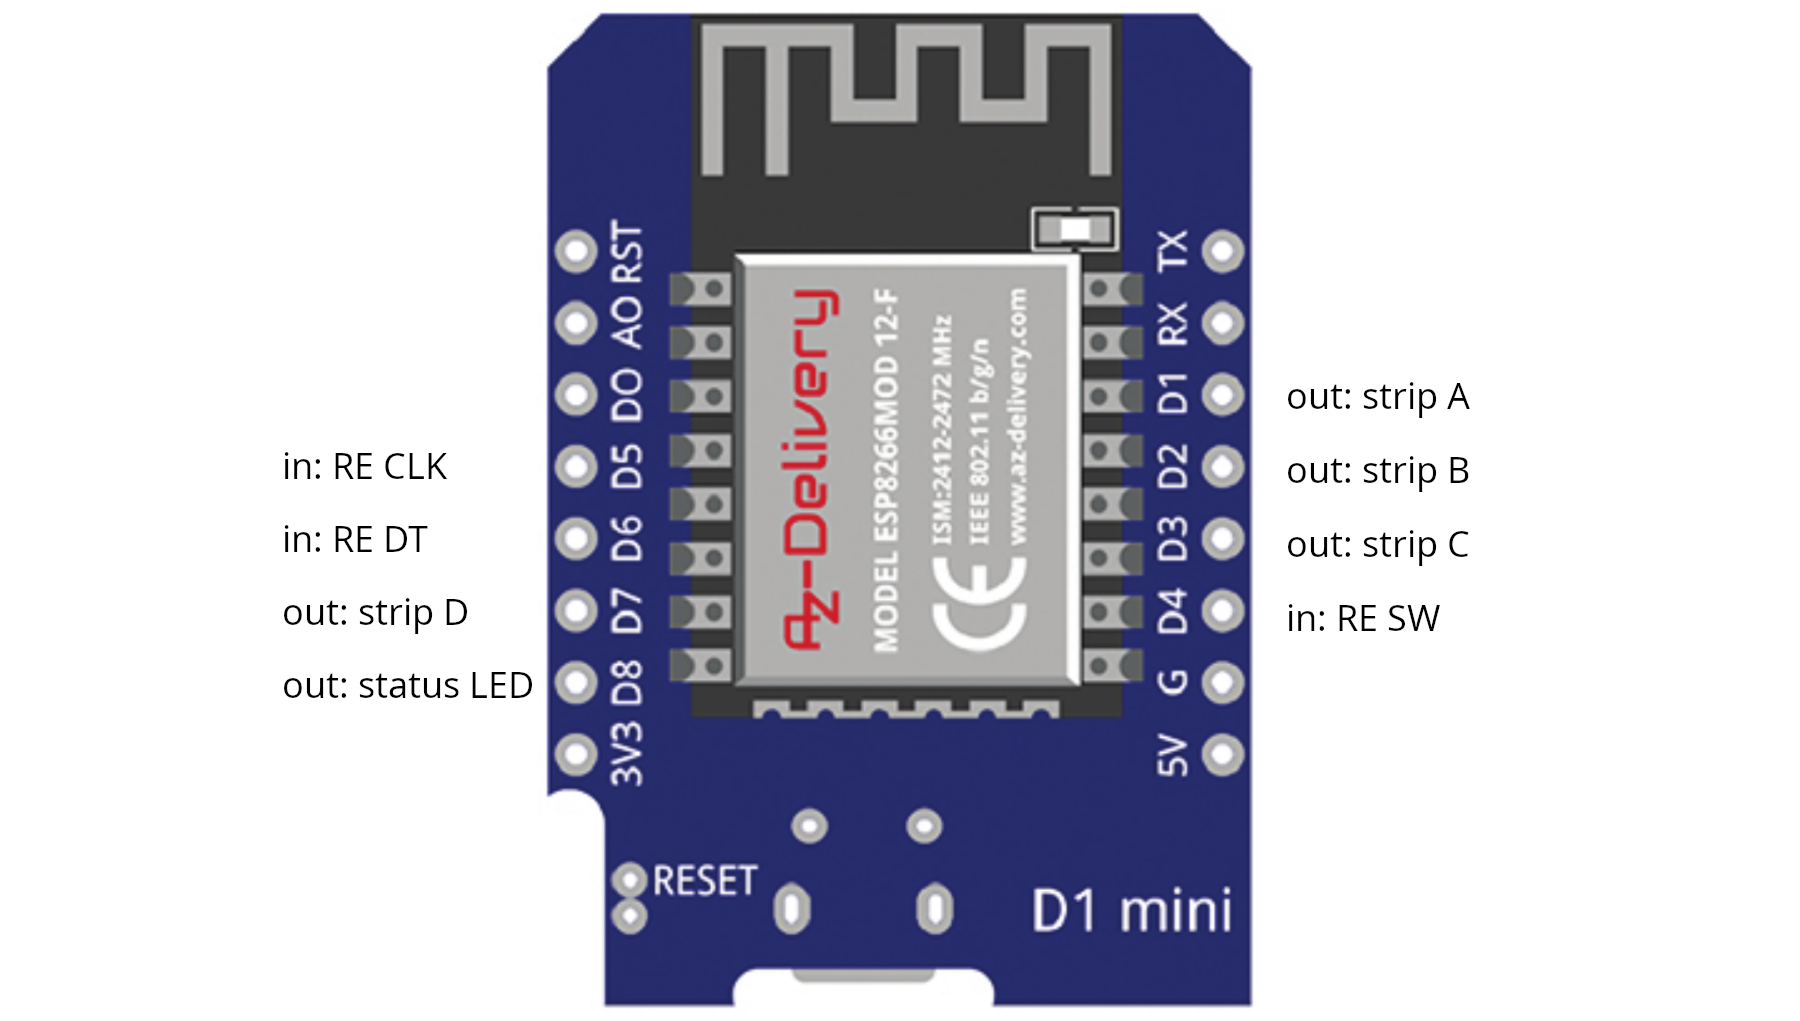 RST
AO
DO
D5
D6
D7
D8
3V3
in: RE CLK
in: RE DT
out: strip D
out: status LED
Az-Delivery
MODEL ESP8266MOD 12-F
CE
ISM:2412-2472 MHz
IEEE 802.11 b/g/n
www.az-delivery.com
TX
RX
D1
D2
D3
D4
G
5V
out: strip A
out: strip B
out: strip C
in: RE SW
RESET
D1 mini